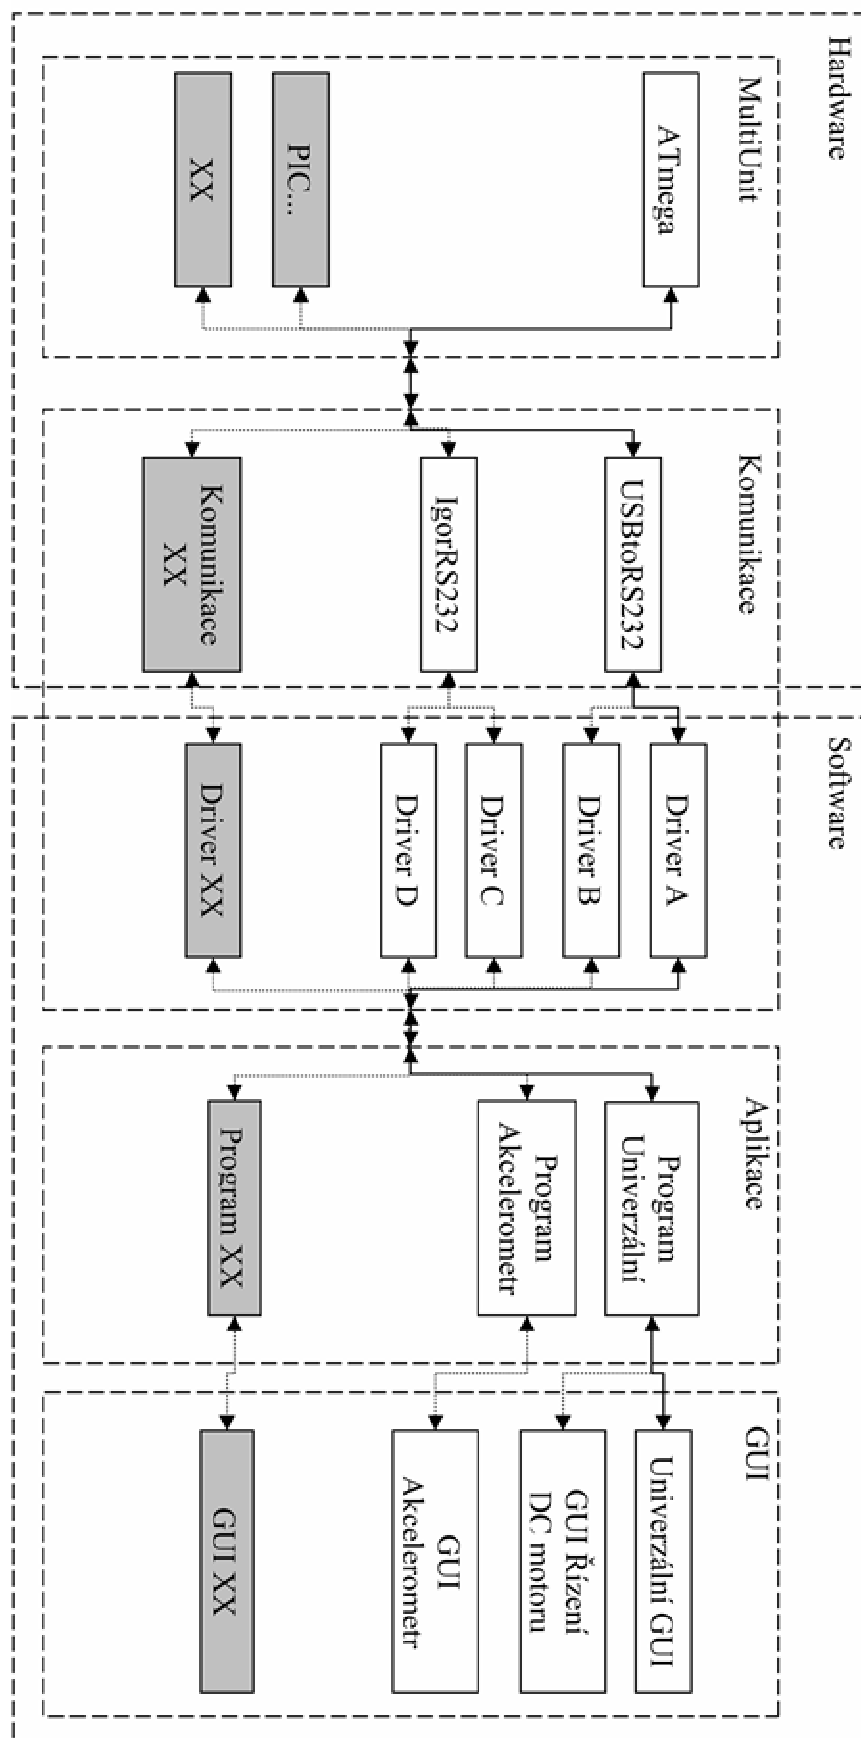 Hardware
MultiUnit
ATmega
PIC...
XX
Komunikace
USBtoRS232
IgorRS232
Komunikace
XX
Software
Driver A
Driver B
Driver C
Driver D
Driver XX
Aplikace
Program
Univerzální
Program
Akcelerometr
Program XX
GUI
Univerzální GUI
GUI Řízení
DC motoru
GUI
Akcelerometr
GUI XX